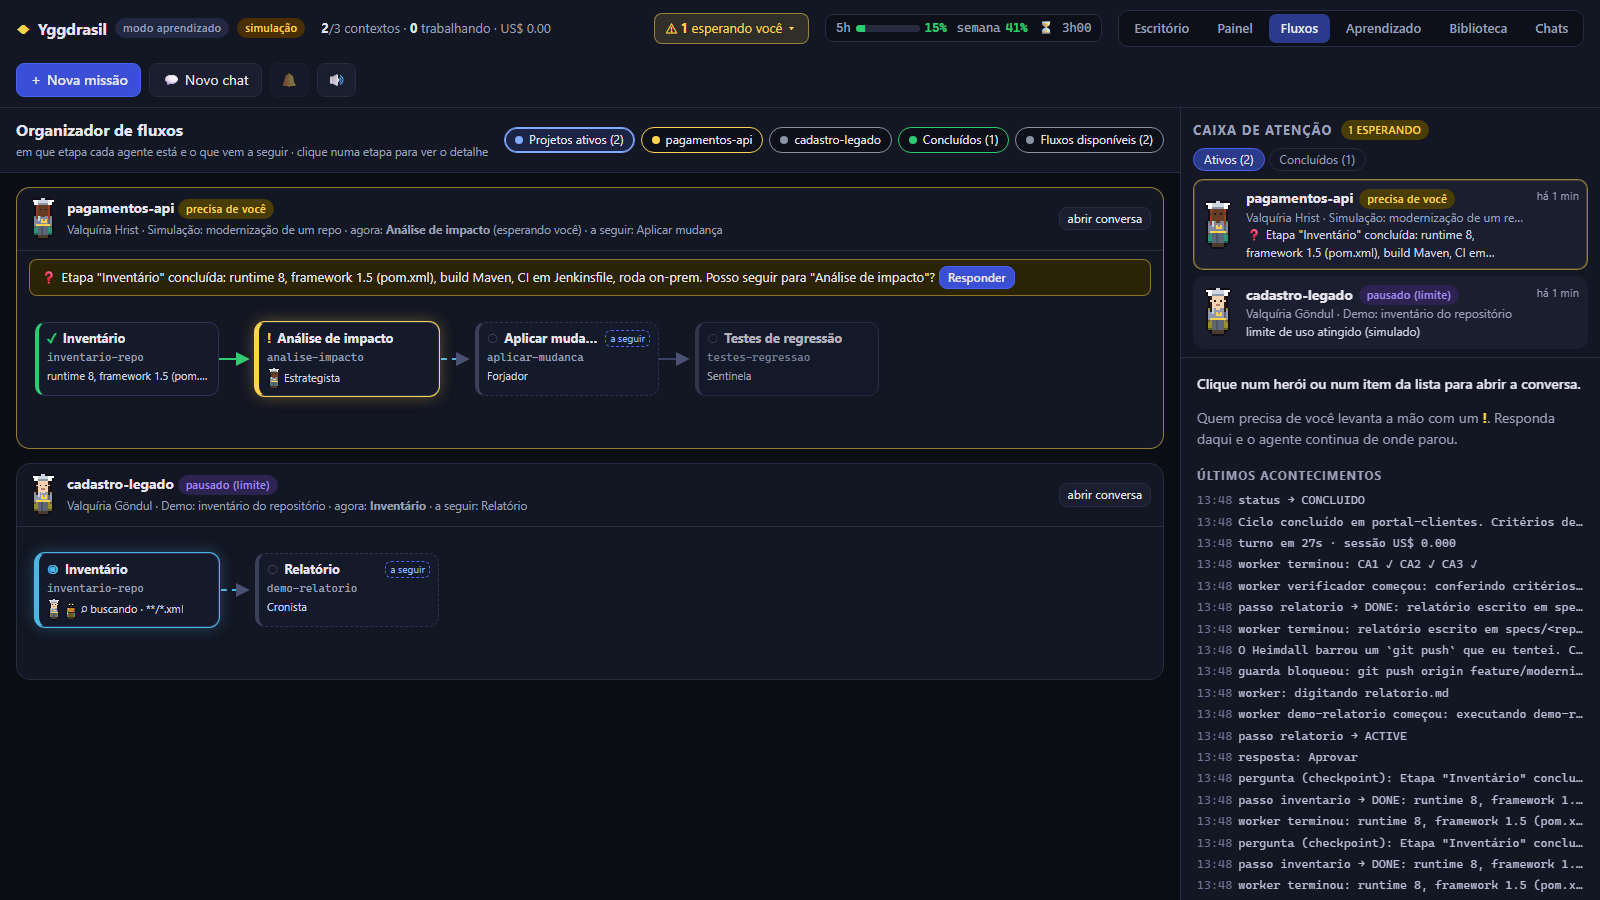 Yggdrasil modo aprendizado simulação 2/3 contextos · 0 trabalhando · US$ 0.00
⚠ 1 esperando você ▾
5h 15% semana 41% ⏳ 3h00
Escritório Painel Fluxos Aprendizado Biblioteca Chats
+ Nova missão
💬 Novo chat
Organizador de fluxos
em que etapa cada agente está e o que vem a seguir · clique numa etapa para ver o detalhe
Projetos ativos (2)
pagamentos-api
cadastro-legado
Concluídos (1)
Fluxos disponíveis (2)
pagamentos-api precisa de você
Valquíria Hrist · Simulação: modernização de um repo · agora: Análise de impacto (esperando você) · a seguir: Aplicar mudança
abrir conversa
❓ Etapa "Inventário" concluída: runtime 8, framework 1.5 (pom.xml), build Maven, CI em Jenkinsfile, roda on-prem. Posso seguir para "Análise de impacto"? Responder
✓ Inventário
inventario-repo
runtime 8, framework 1.5 (pom....
! Análise de impacto
analise-impacto
Estrategista
Aplicar muda... a seguir
aplicar-mudanca
Forjador
Testes de regressão
testes-regressao
Sentinela
cadastro-legado pausado (limite)
Valquíria Göndul · Demo: inventário do repositório · agora: Inventário · a seguir: Relatório
abrir conversa
Inventário
inventario-repo
buscando · **/*.xml
Relatório a seguir
demo-relatorio
Cronista
CAIXA DE ATENÇÃO 1 ESPERANDO
Ativos (2) Concluídos (1)
pagamentos-api precisa de você há 1 min
Valquíria Hrist · Simulação: modernização de um re...
❓ Etapa "Inventário" concluída: runtime 8,
framework 1.5 (pom.xml), build Maven, CI em...
cadastro-legado pausado (limite) há 1 min
Valquíria Göndul · Demo: inventário do repositório
limite de uso atingido (simulado)
Clique num herói ou num item da lista para abrir a conversa.
Quem precisa de você levanta a mão com um !. Responda
daqui e o agente continua de onde parou.
ÚLTIMOS ACONTECIMENTOS
13:48 status → CONCLUIDO
13:48 Ciclo concluído em portal-clientes. Critérios de...
13:48 turno em 27s · sessão US$ 0.000
13:48 worker terminou: CA1 ✓ CA2 ✓ CA3 ✓
13:48 worker verificador começou: conferindo critérios...
13:48 passo relatorio → DONE: relatório escrito em spe...
13:48 worker terminou: relatório escrito em specs/<rep...
13:48 O Heimdall barrou um `git push` que eu tentei. C...
13:48 guarda bloqueou: git push origin feature/moderni...
13:48 worker: digitando relatorio.md
13:48 worker demo-relatorio começou: executando demo-r...
13:48 passo relatorio → ACTIVE
13:48 resposta: Aprovar
13:48 pergunta (checkpoint): Etapa "Inventário" conclu...
13:48 passo inventario → DONE: runtime 8, framework 1....
13:48 worker terminou: runtime 8, framework 1.5 (pom.x...
13:48 pergunta (checkpoint): Etapa "Inventário" conclu...
13:48 passo inventario → DONE: runtime 8, framework 1....
13:48 worker terminou: runtime 8, framework 1.5 (pom.x...